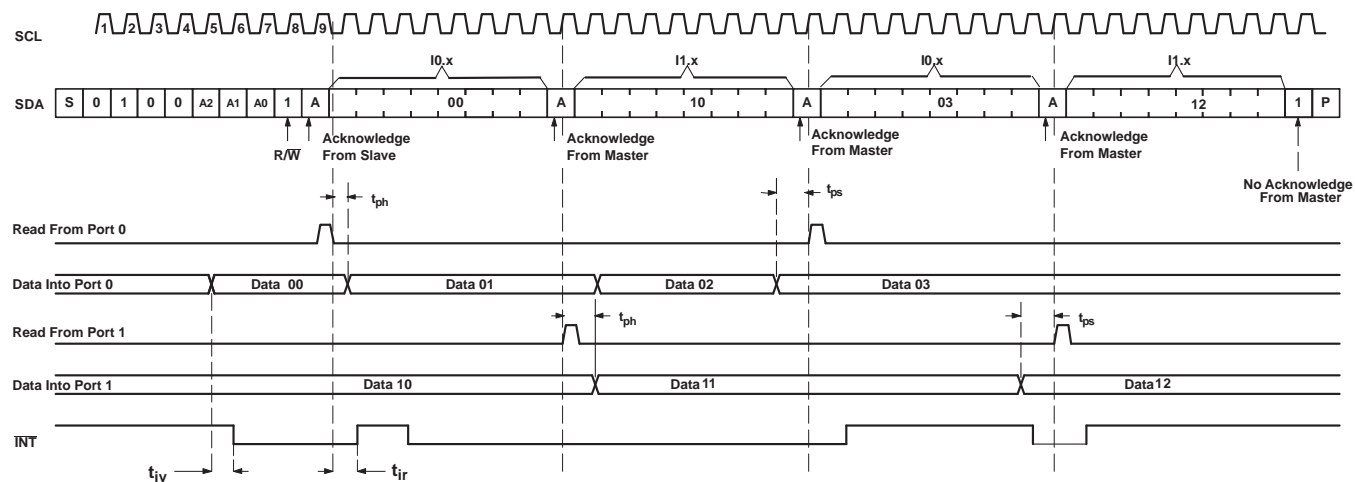 SCL 1 2 3 4 5 6 7 8 9
I0.x I1.x I0.x I1.x
SDA S 0 1 0 0 A2 A1 A0 1 A 00 A 10 A 03 A 12 1 P
R/W
Acknowledge From Slave
Acknowledge From Master
Acknowledge From Master
Acknowledge From Master
No Acknowledge From Master
tph
tps
Read From Port 0
Data Into Port 0 Data 00 Data 01 Data 02 Data 03
Read From Port 1
tph
tps
Data Into Port 1 Data 10 Data 11 Data 12
INT
tiv
tir